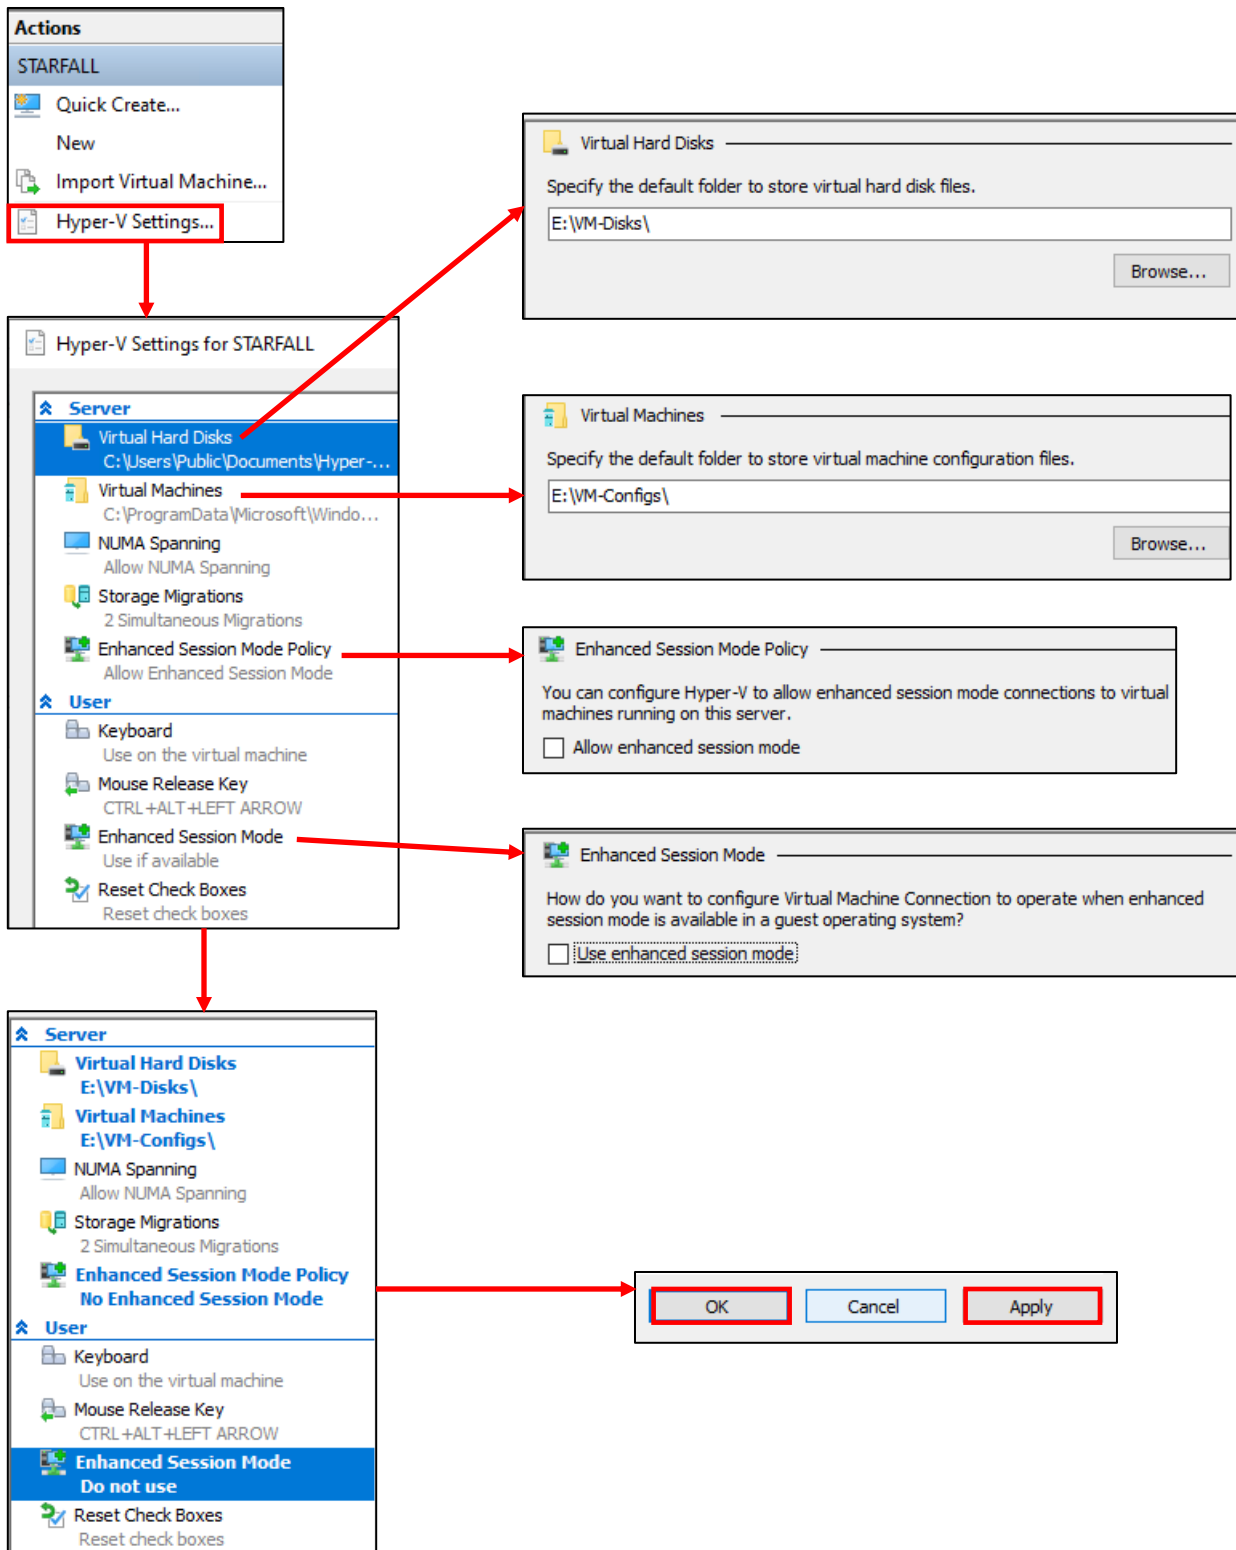 Actions
STARFALL
Quick Create...
New
Import Virtual Machine...
Hyper-V Settings...
Virtual Hard Disks
Specify the default folder to store virtual hard disk files.
E:\VM-Disks\
Browse...
Hyper-V Settings for STARFALL
Server
Virtual Hard Disks
C:\Users\Public\Documents\Hyper-...
Virtual Machines
C:\ProgramData\Microsoft\Windo...
NUMA Spanning
Allow NUMA Spanning
Storage Migrations
2 Simultaneous Migrations
Enhanced Session Mode Policy
Allow Enhanced Session Mode
User
Keyboard
Use on the virtual machine
Mouse Release Key
CTRL+ALT+LEFT ARROW
Enhanced Session Mode
Use if available
Reset Check Boxes
Reset check boxes
Virtual Machines
Specify the default folder to store virtual machine configuration files.
E:\VM-Configs\
Browse...
Enhanced Session Mode Policy
You can configure Hyper-V to allow enhanced session mode connections to virtual
machines running on this server.
Allow enhanced session mode
Enhanced Session Mode
How do you want to configure Virtual Machine Connection to operate when enhanced
session mode is available in a guest operating system?
Use enhanced session mode
Server
Virtual Hard Disks
E:\VM-Disks\
Virtual Machines
E:\VM-Configs\
NUMA Spanning
Allow NUMA Spanning
Storage Migrations
2 Simultaneous Migrations
Enhanced Session Mode Policy
No Enhanced Session Mode
User
Keyboard
Use on the virtual machine
Mouse Release Key
CTRL+ALT+LEFT ARROW
Enhanced Session Mode
Do not use
Reset Check Boxes
Reset check boxes
OK
Cancel
Apply